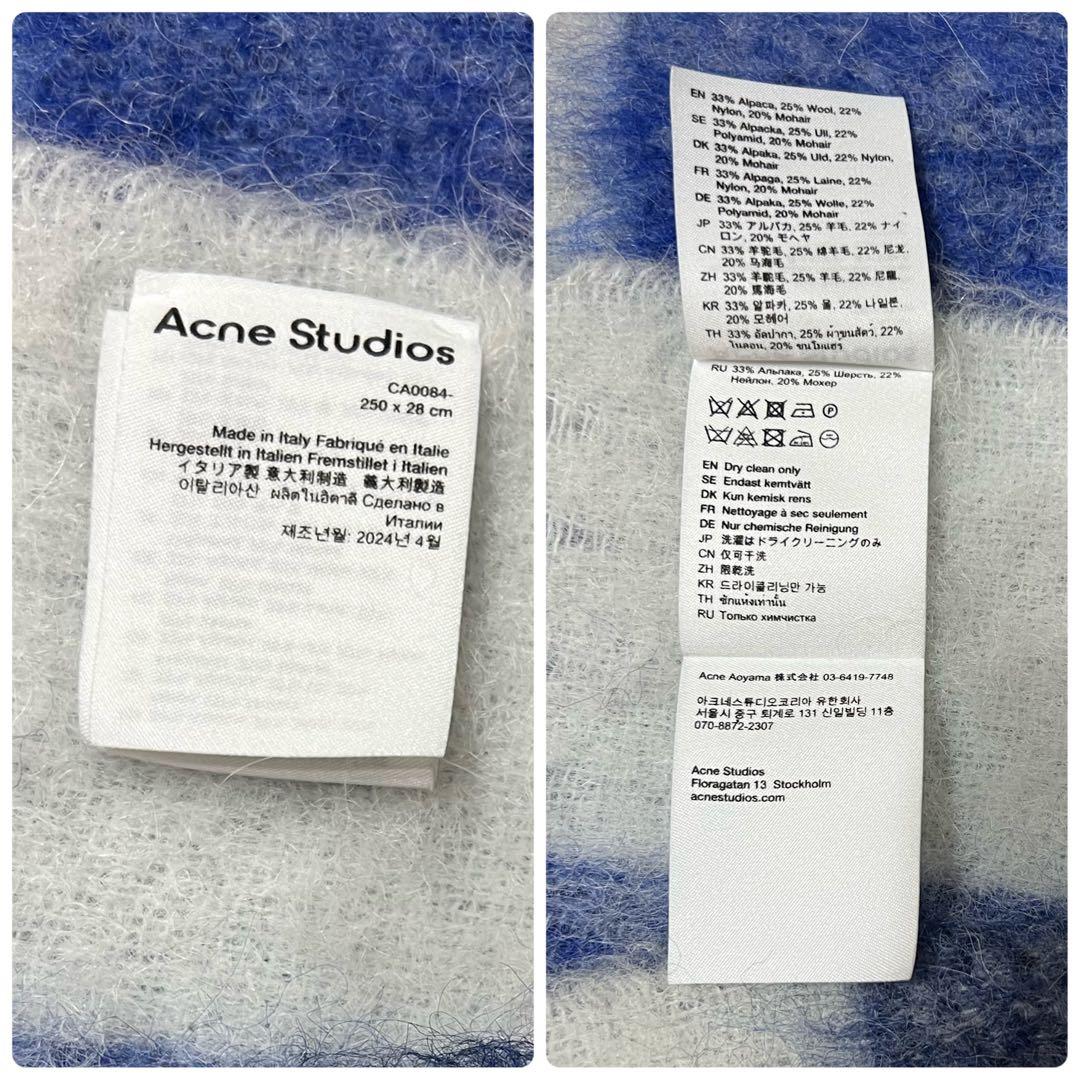 Acne Studios
CA0084-
250 x 28 cm
Made in Italy Fabriqué en Italie
Hergestellt in Italien Fremstillet i Italien
イタリア製 意大利制造 義大利製造
이탈리아산 ผลิตในอิตาลี Сделано в
Италии
제조년월: 2024년 4월
EN 33% Alpaca, 25% Wool, 22%
Nylon, 20% Mohair
SE 33% Alpacka, 25% Ull, 22%
Polyamid, 20% Mohair
DK 33% Alpaka, 25% Uld, 22% Nylon,
20% Mohair
FR 33% Alpaga, 25% Laine, 22%
Nylon, 20% Mohair
DE 33% Alpaka, 25% Wolle, 22%
Polyamid, 20% Mohair
JP 33% アルパカ, 25% 羊毛, 22% ナイ
ロン, 20% モヘヤ
CN 33% 羊驼毛, 25% 绵羊毛, 22% 尼龙,
20% 马海毛
ZH 33% 羊駝毛, 25% 羊毛, 22% 尼龍,
20% 馬海毛
KR 33% 알파카, 25% 울, 22% 나일론,
20% 모헤어
TH 33% อัลปากา, 25% ผ้าขนสัตว์, 22%
ไนลอน, 20% ขนโมแฮร์
RU 33% Альпака, 25% Шерсть, 22%
Нейлон, 20% Мохер
P
EN Dry clean only
SE Endast kemtvätt
DK Kun kemisk rens
FR Nettoyage à sec seulement
DE Nur chemische Reinigung
JP 洗濯はドライクリーニングのみ
CN 仅可干洗
ZH 限乾洗
KR 드라이클리닝만 가능
TH ซักแห้งเท่านั้น
RU Только химчистка
Acne Aoyama 株式会社 03-6419-7748
아크네스튜디오코리아 유한회사
서울시 중구 퇴계로 131 신일빌딩 11층
070-8872-2307
Acne Studios
Floragatan 13 Stockholm
acnestudios.com